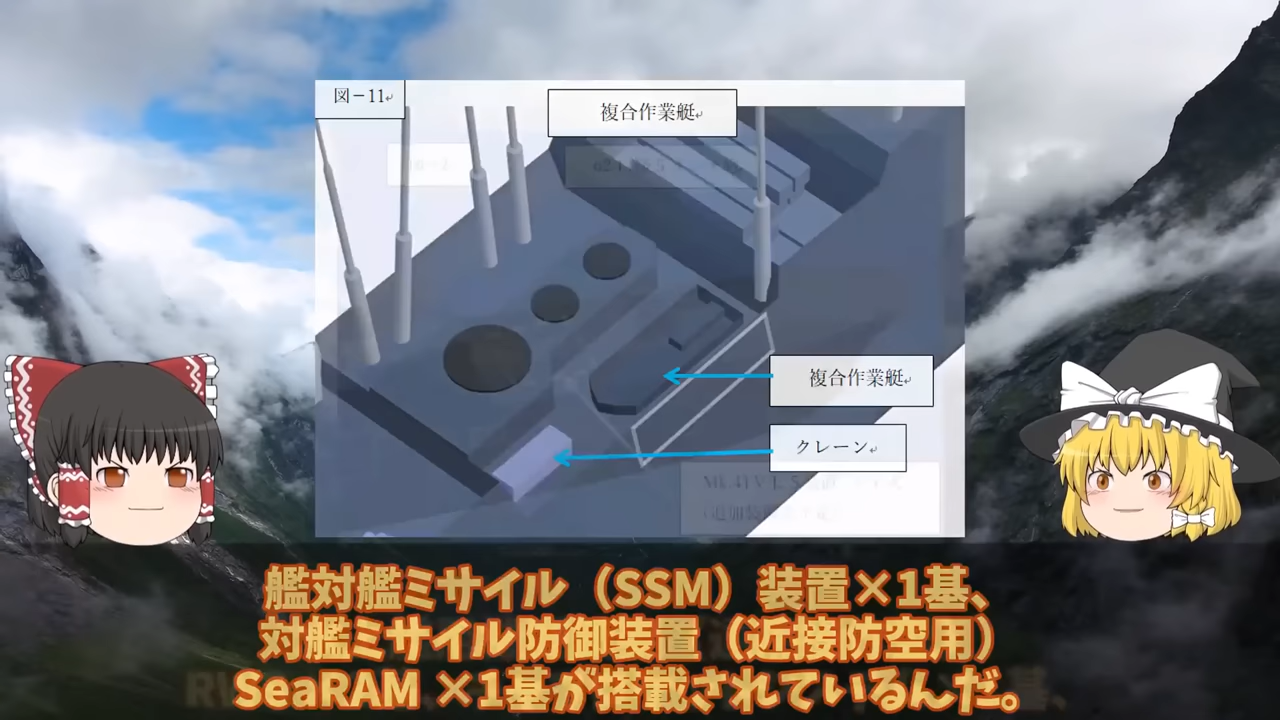 図－11
複合作業艇
複合作業艇
クレーン
艦対艦ミサイル（SSM）装置×1基、
対艦ミサイル防御装置（近接防空用）
SeaRAM ×1基が搭載されているんだ。